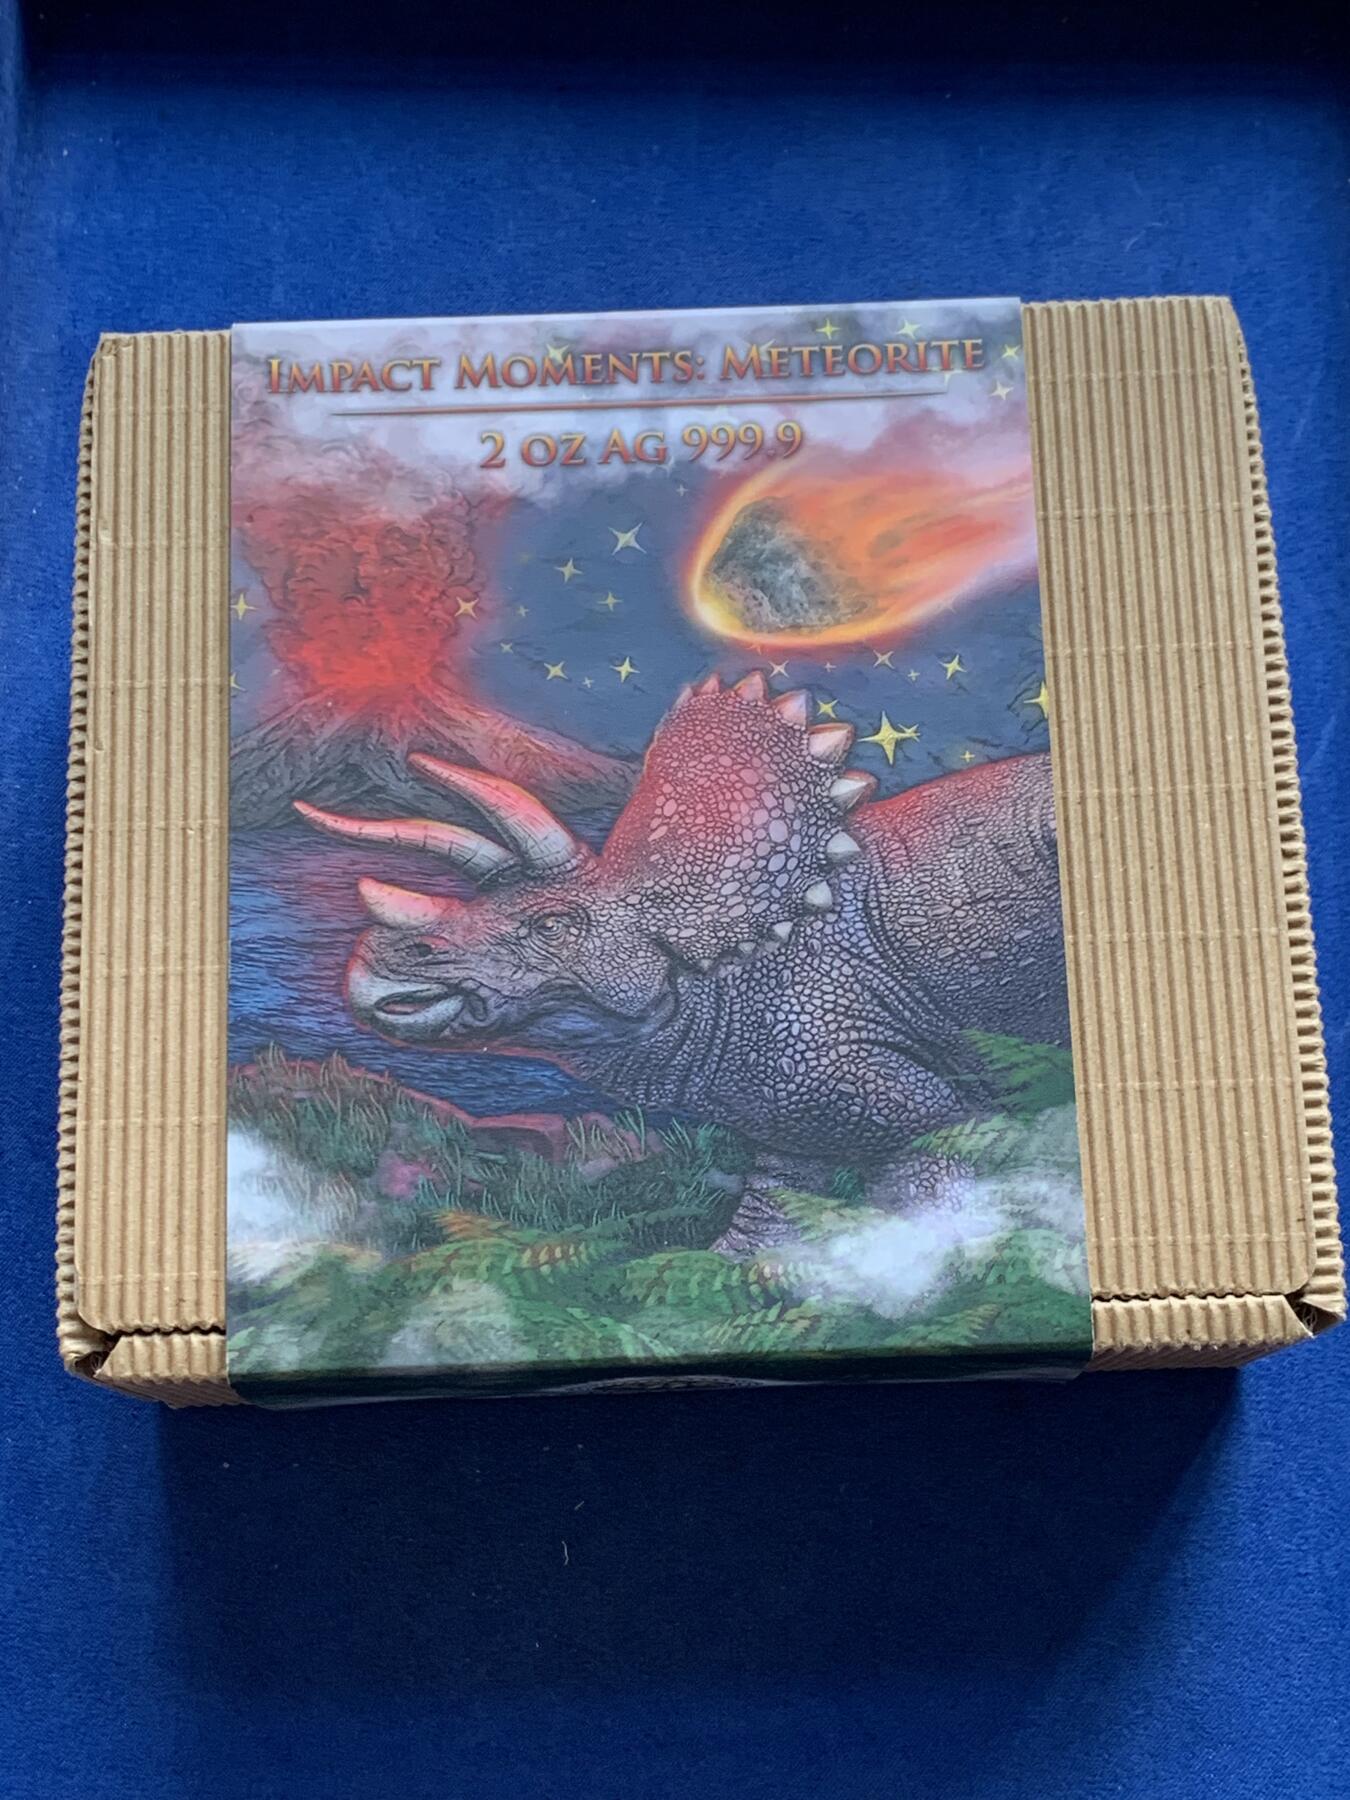 IMPACT MOMENTS: METEORITE
2 OZ AG 999.9